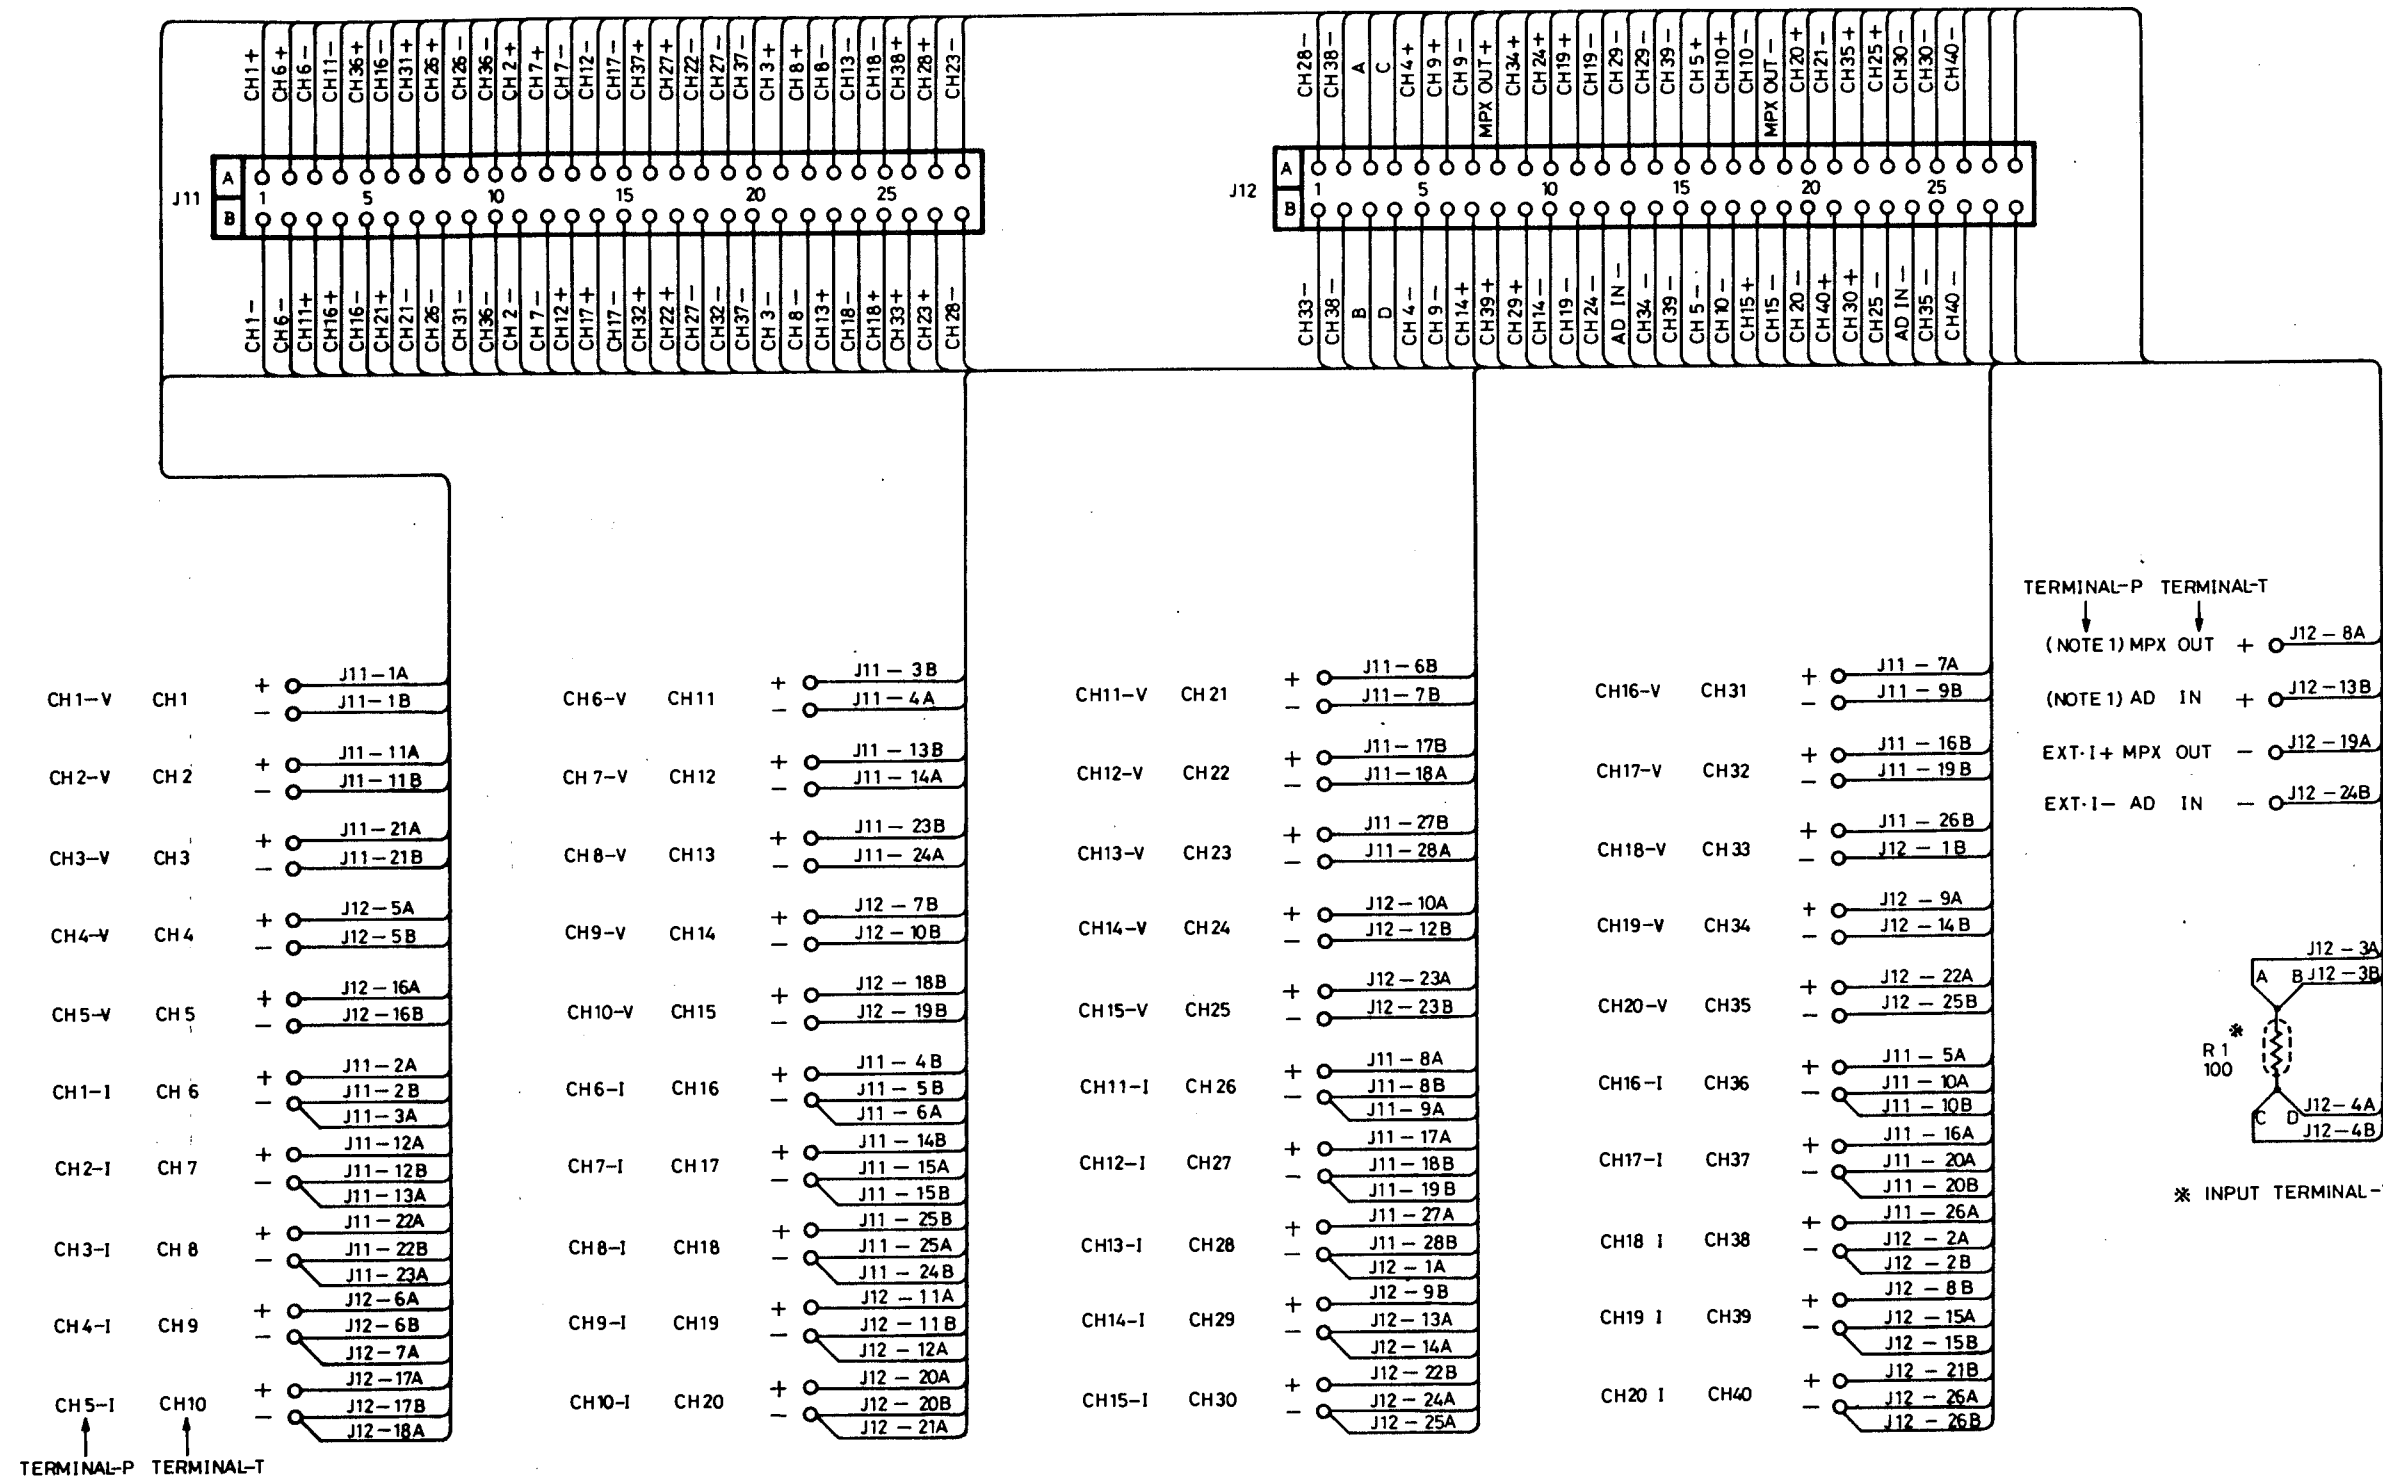 CH1+ CH6+ CH6- CH11- CH36+ CH16- CH31+ CH26+ CH26- CH36- CH2+ CH7+ CH7- CH12- CH17- CH37+ CH27+ CH22- CH27- CH37- CH3+ CH8+ CH8- CH13- CH18- CH38+ CH28+ CH23-
CH28- CH38- A C CH4+ CH9+ CH9- MPX OUT+ CH34+ CH24+ CH19+ CH19- CH29- CH29- CH39- CH5+ CH10+ CH10- MPX OUT- CH20+ CH21- CH35+ CH25+ CH30- CH30- CH40-
J11 A 1 5 10 15 20 25
B
J12 A 1 5 10 15 20 25
B
CH1- CH6- CH11+ CH16+ CH16- CH21+ CH21- CH26- CH31- CH36- CH2- CH7- CH12+ CH17+ CH17- CH32+ CH22+ CH27- CH32- CH37- CH3- CH8+ CH13+ CH18- CH18+ CH33+ CH23+ CH28-
CH33- CH38- B D CH4- CH9- CH14+ CH39+ CH29+ CH14- CH19- CH24- AD IN- CH34- CH39- CH5- CH10- CH15+ CH15- CH20- CH40+ CH30+ CH25- AD IN- CH35- CH40-
CH1-V CH1 + J11-1A
- J11-1B
CH2-V CH2 + J11-11A
- J11-11B
CH3-V CH3 + J11-21A
- J11-21B
CH4-V CH4 + J12-5A
- J12-5B
CH5-V CH5 + J12-16A
- J12-16B
CH1-I CH6 + J11-2A
- J11-2B
J11-3A
CH2-I CH7 + J11-12A
- J11-12B
J11-13A
CH3-I CH8 + J11-22A
- J11-22B
J11-23A
CH4-I CH9 + J12-6A
- J12-6B
J12-7A
CH5-I CH10 + J12-17A
- J12-17B
J12-18A
TERMINAL-P TERMINAL-T
CH6-V CH11 + J11-3B
- J11-4A
CH7-V CH12 + J11-13B
- J11-14A
CH8-V CH13 + J11-23B
- J11-24A
CH9-V CH14 + J12-7B
- J12-10B
CH10-V CH15 + J12-18B
- J12-19B
CH6-I CH16 + J11-4B
- J11-5B
J11-6A
CH7-I CH17 + J11-14B
- J11-15A
J11-15B
CH8-I CH18 + J11-25B
- J11-25A
J11-24B
CH9-I CH19 + J12-11A
- J12-11B
J12-12A
CH10-I CH20 + J12-20A
- J12-20B
J12-21A
CH11-V CH21 + J11-6B
- J11-7B
CH12-V CH22 + J11-17B
- J11-18A
CH13-V CH23 + J11-27B
- J11-28A
CH14-V CH24 + J12-10A
- J12-12B
CH15-V CH25 + J12-23A
- J12-23B
CH11-I CH26 + J11-8A
- J11-8B
J11-9A
CH12-I CH27 + J11-17A
- J11-18B
J11-19B
CH13-I CH28 + J11-27A
- J11-28B
J12-1A
CH14-I CH29 + J12-9B
- J12-13A
J12-14A
CH15-I CH30 + J12-22B
- J12-24A
J12-25A
CH16-V CH31 + J11-7A
- J11-9B
CH17-V CH32 + J11-16B
- J11-19B
CH18-V CH33 + J11-26B
- J12-1B
CH19-V CH34 + J12-9A
- J12-14B
CH20-V CH35 + J12-22A
- J12-25B
CH16-I CH36 + J11-5A
- J11-10A
J11-10B
CH17-I CH37 + J11-16A
- J11-20A
J11-20B
CH18 I CH38 + J11-26A
- J12-2A
J12-2B
CH19 I CH39 + J12-8B
- J12-15A
J12-15B
CH20 I CH40 + J12-21B
- J12-26A
J12-26B
TERMINAL-P TERMINAL-T
(NOTE 1) MPX OUT + J12-8A
(NOTE 1) AD IN + J12-13B
EXT·I+ MPX OUT - J12-19A
EXT·I- AD IN - J12-24B
J12-3A
A B J12-3B
※
R1
100
J12-4A
C D
J12-4B
※ INPUT TERMINAL-